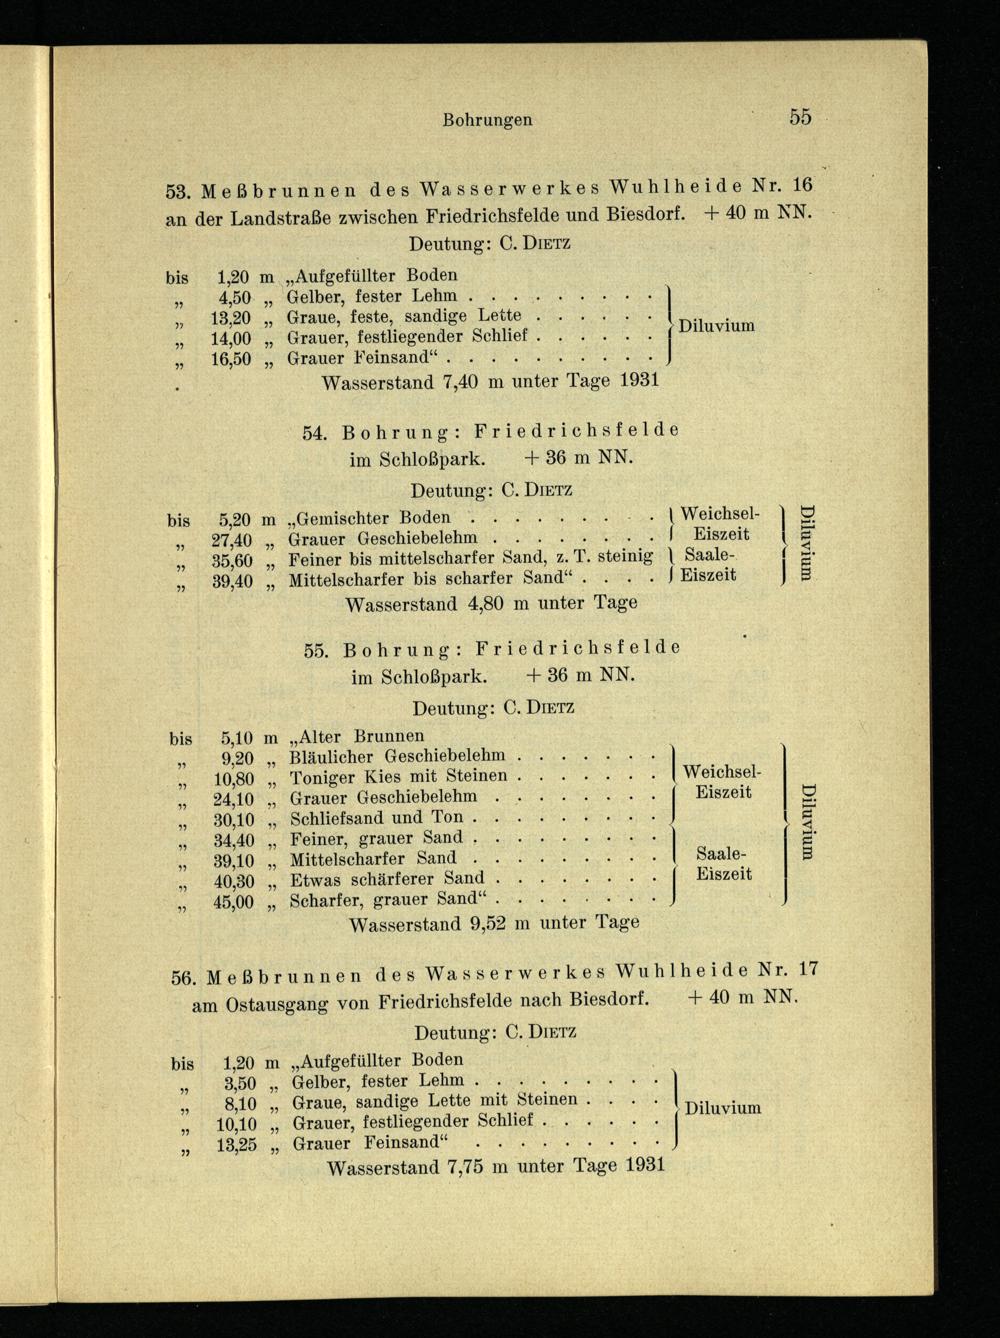 Bohrungen 55
53. Meßbrunnen des Wasserwerkes Wuhlheide Nr. 16
an der Landstraße zwischen Friedrichsfelde und Biesdorf. + 40 m NN.
Deutung: C. Dietz
bis 1,20 m „Aufgefüllter Boden
„ 4,50 „ Gelber, fester Lehm . . . . . . . . .
„ 13,20 „ Graue, feste, sandige Lette . . . . . .
Diluvium
„ 14,00 „ Grauer, festliegender Schlief . . . . . .
„ 16,50 „ Grauer Feinsand“ . . . . . . . . . .
Wasserstand 7,40 m unter Tage 1931
54. Bohrung: Friedrichsfelde
im Schloßpark. + 36 m NN.
Deutung: C. Dietz
bis 5,20 m „Gemischter Boden . . . . . . . . . Weichsel-
„ 27,40 „ Grauer Geschiebelehm . . . . . . . . Eiszeit
„ 35,60 „ Feiner bis mittelscharfer Sand, z. T. steinig Saale-
„ 39,40 „ Mittelscharfer bis scharfer Sand“ . . . . Eiszeit
Diluvium
Wasserstand 4,80 m unter Tage
55. Bohrung: Friedrichsfelde
im Schloßpark. + 36 m NN.
Deutung: C. Dietz
bis 5,10 m „Alter Brunnen
„ 9,20 „ Bläulicher Geschiebelehm . . . . . . .
„ 10,80 „ Toniger Kies mit Steinen . . . . . . . Weichsel-
„ 24,10 „ Grauer Geschiebelehm . . . . . . . . Eiszeit
„ 30,10 „ Schliefsand und Ton . . . . . . . . .
„ 34,40 „ Feiner, grauer Sand . . . . . . . . .
„ 39,10 „ Mittelscharfer Sand . . . . . . . . . Saale-
„ 40,30 „ Etwas schärferer Sand . . . . . . . . Eiszeit
„ 45,00 „ Scharfer, grauer Sand“ . . . . . . . .
Diluvium
Wasserstand 9,52 m unter Tage
56. Meßbrunnen des Wasserwerkes Wuhlheide Nr. 17
am Ostausgang von Friedrichsfelde nach Biesdorf. + 40 m NN.
Deutung: C. Dietz
bis 1,20 m „Aufgefüllter Boden
„ 3,50 „ Gelber, fester Lehm . . . . . . . . .
„ 8,10 „ Graue, sandige Lette mit Steinen . . . .
Diluvium
„ 10,10 „ Grauer, festliegender Schlief . . . . . .
„ 13,25 „ Grauer Feinsand“ . . . . . . . . .
Wasserstand 7,75 m unter Tage 1931